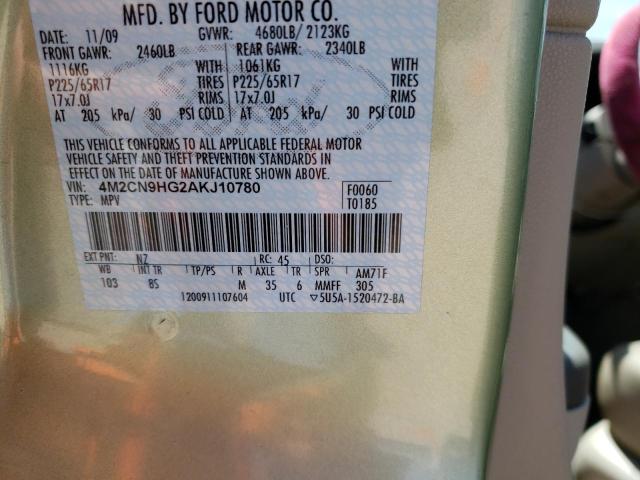 MFD. BY FORD MOTOR CO.
DATE: 11/09 GVWR: 4680LB/ 2123KG
FRONT GAWR: 2460LB REAR GAWR: 2340LB
1116KG WITH 1061KG WITH
P225/65R17 TIRES P225/65R17 TIRES
17x7.0J RIMS 17x7.0J RIMS
AT 205 kPa/ 30 PSI COLD AT 205 kPa/ 30 PSI COLD
THIS VEHICLE CONFORMS TO ALL APPLICABLE FEDERAL MOTOR
VEHICLE SAFETY AND THEFT PREVENTION STANDARDS IN
EFFECT ON THE DATE OF MANUFACTURE SHOWN ABOVE.
VIN: 4M2CN9HG2AKJ10780 F0060
TYPE: MPV T0185
EXT PNT: NZ RC: 45 DSO:
WB INT TR TP/PS R AXLE TR SPR AM71F
103 8S M 35 6 MMFF 305
1200911107604 UTC ▽5U5A-1520472-BA